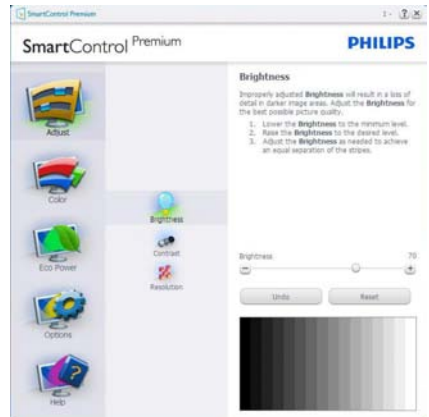 SmartControl Premium
SmartControl Premium
PHILIPS
Adjust
Color
Eco Power
Options
Help
Brightness
Contrast
Resolution
Brightness
Improperly adjusted Brightness will result in a loss of
detail in darker image areas. Adjust the Brightness for
the best possible picture quality.
1. Lower the Brightness to the minimum level.
2. Raise the Brightness to the desired level.
3. Adjust the Brightness as needed to achieve
an equal separation of the stripes.
Brightness 70
Undo Reset